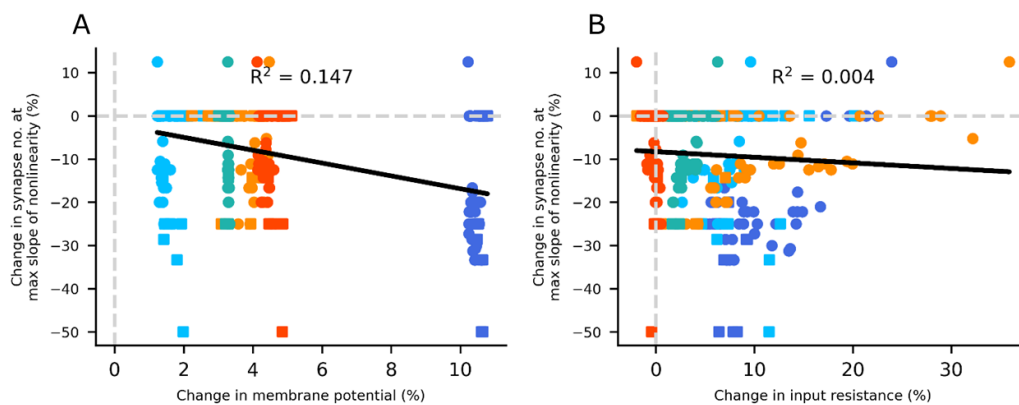 A
B
R² = 0.147
R² = 0.004
Change in synapse no. at
max slope of nonlinearity (%)
10
0
−10
−20
−30
−40
−50
0
2
4
6
8
10
Change in membrane potential (%)
Change in synapse no. at
max slope of nonlinearity (%)
10
0
−10
−20
−30
−40
−50
0
10
20
30
Change in input resistance (%)